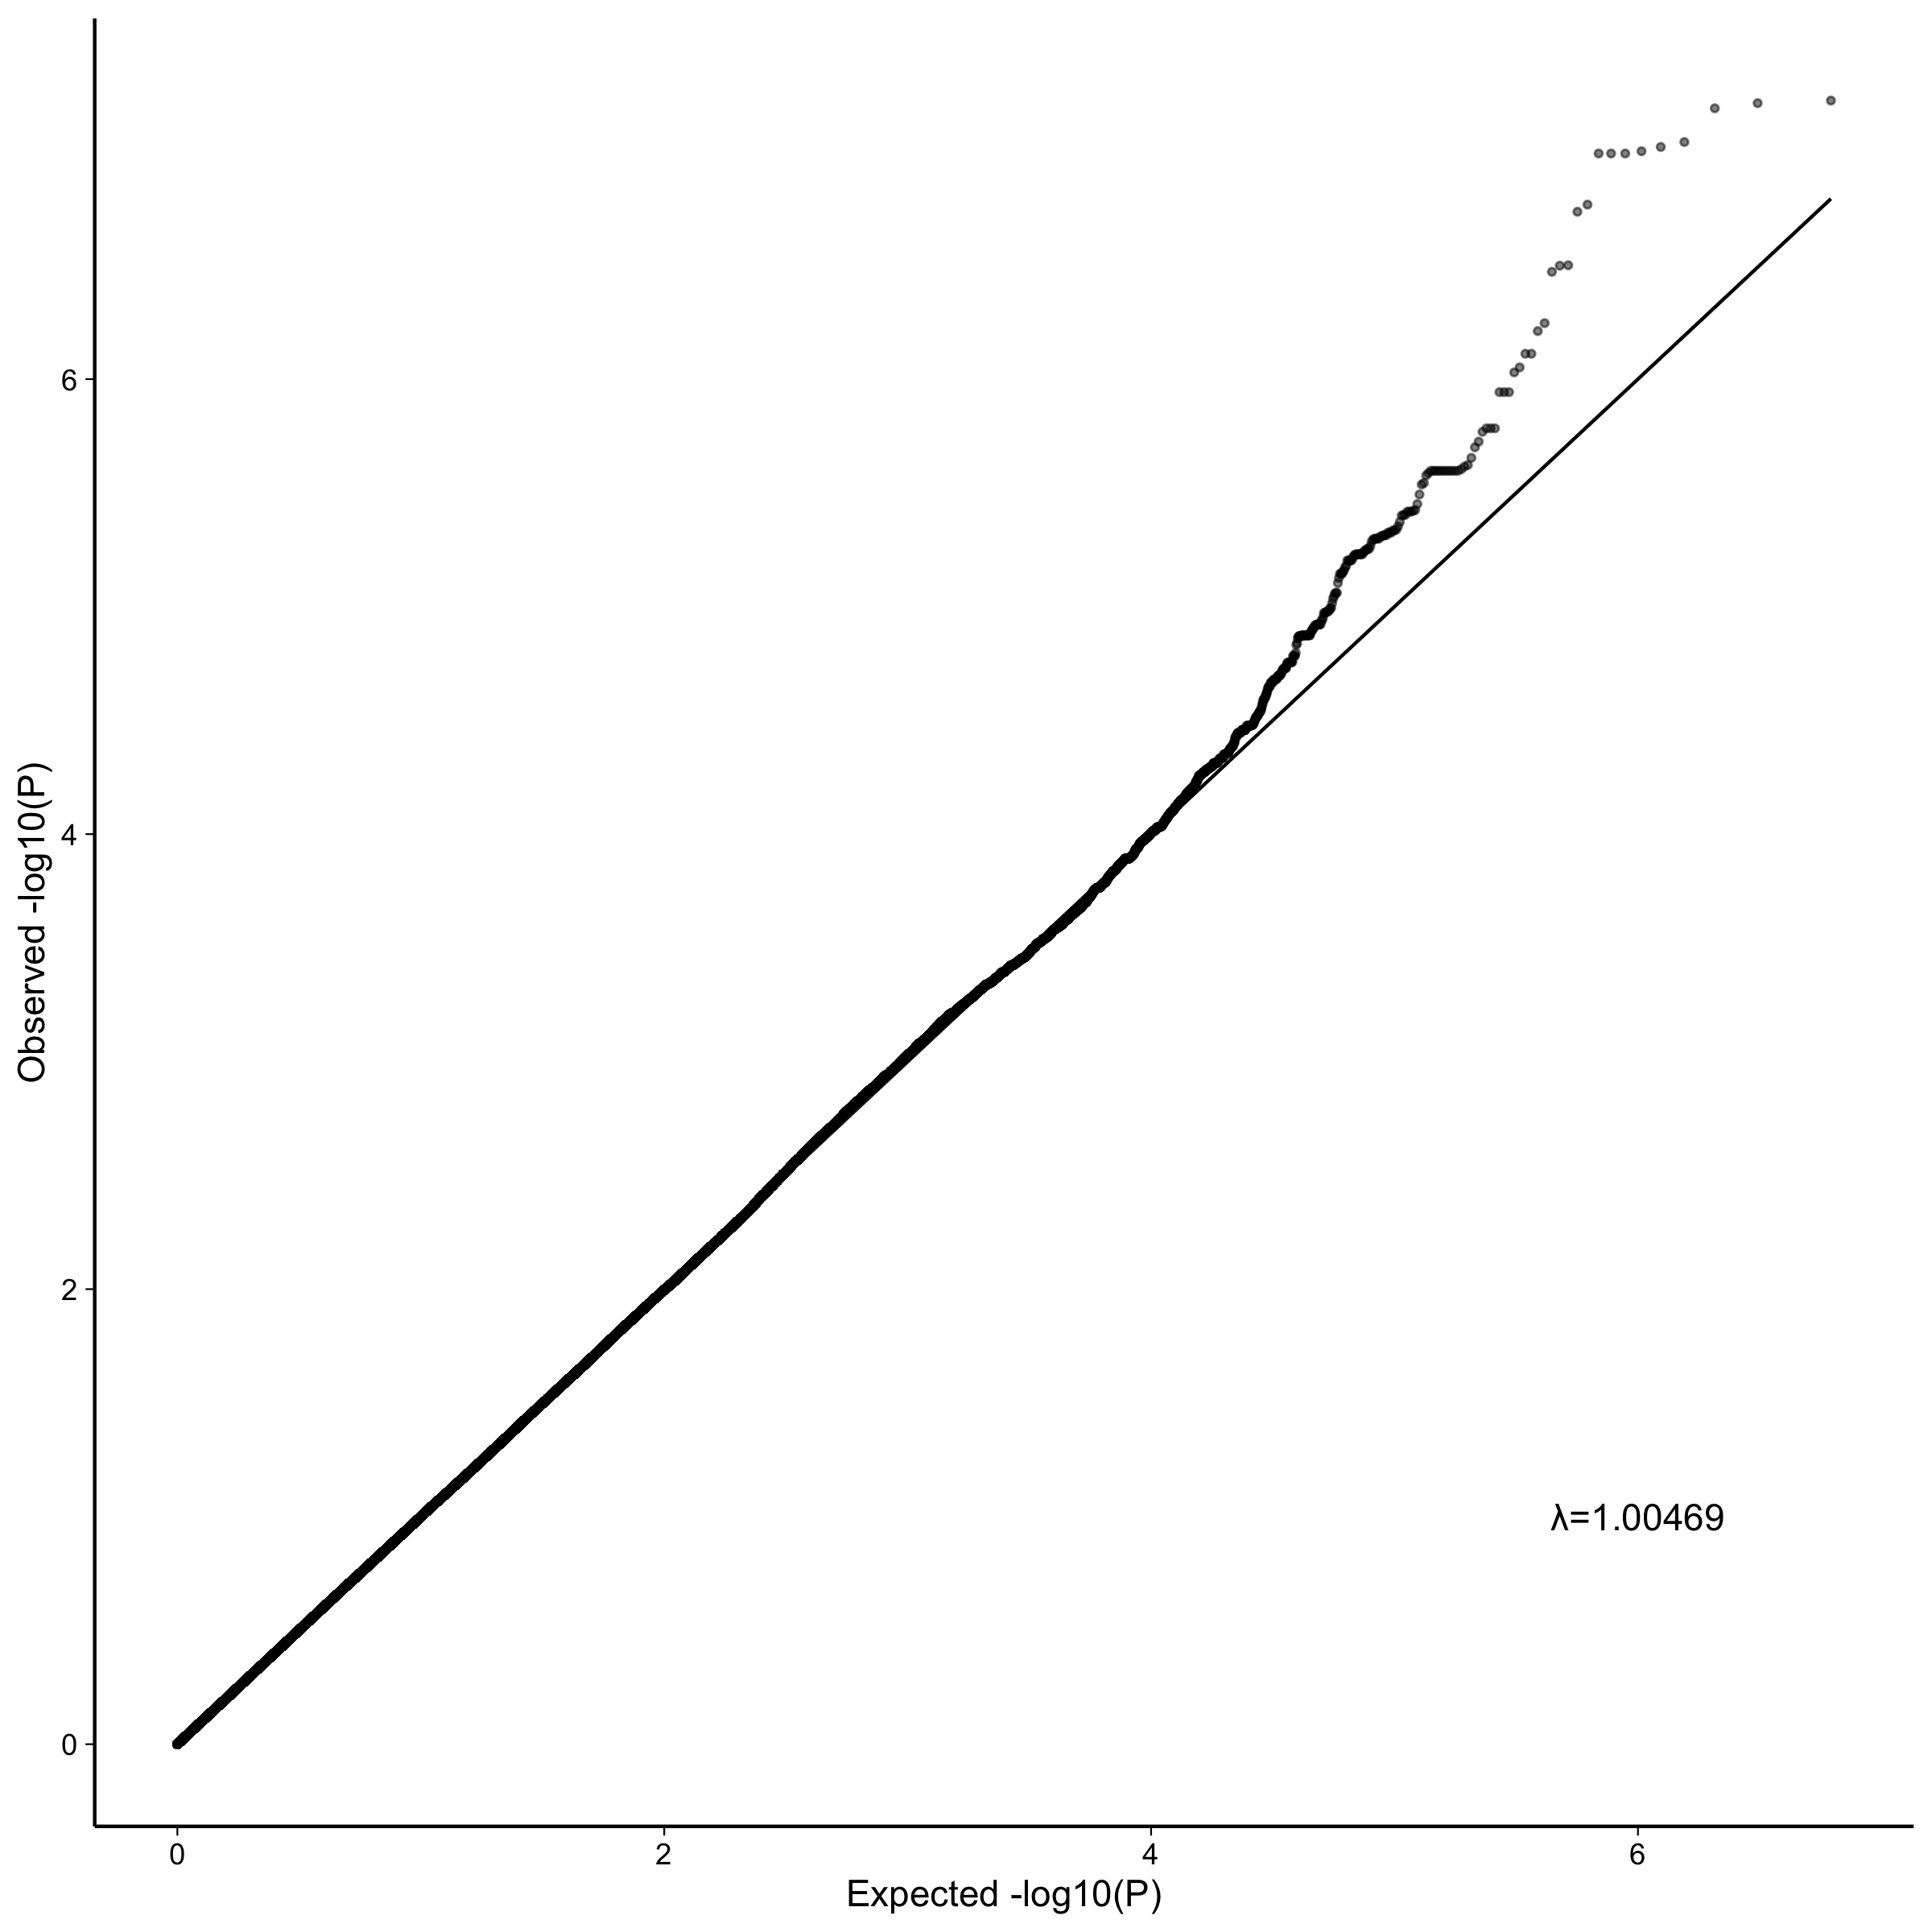 Observed -log10(P)
6
4
2
0
λ=1.00469
0 2 4 6
Expected -log10(P)